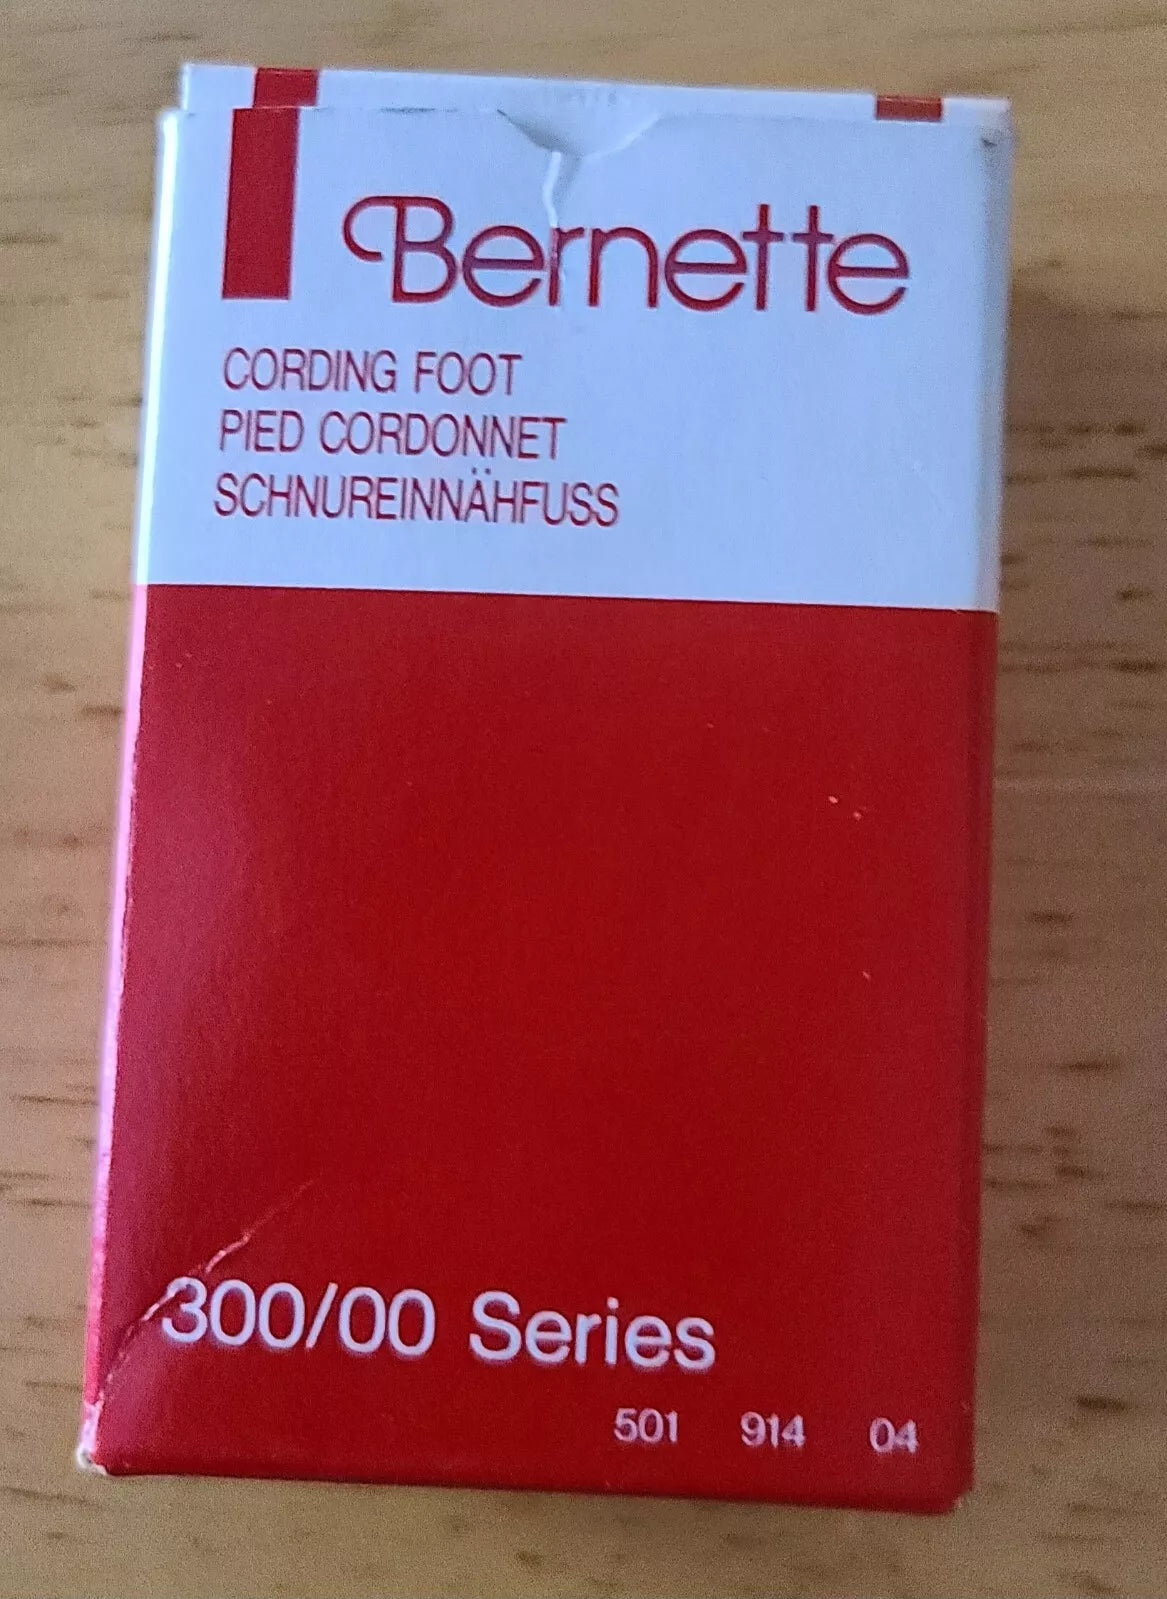 Bernette
CORDING FOOT
PIED CORDONNET
SCHNUREINNÄHFUSS
300/00 Series
501 914 04